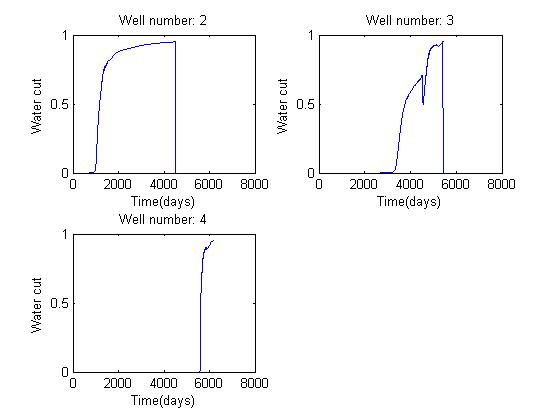 Well number: 2
1
0.5
0
Water cut
0 2000 4000 6000 8000
Time(days)
Well number: 3
1
0.5
0
Water cut
0 2000 4000 6000 8000
Time(days)
Well number: 4
1
0.5
0
Water cut
0 2000 4000 6000 8000
Time(days)